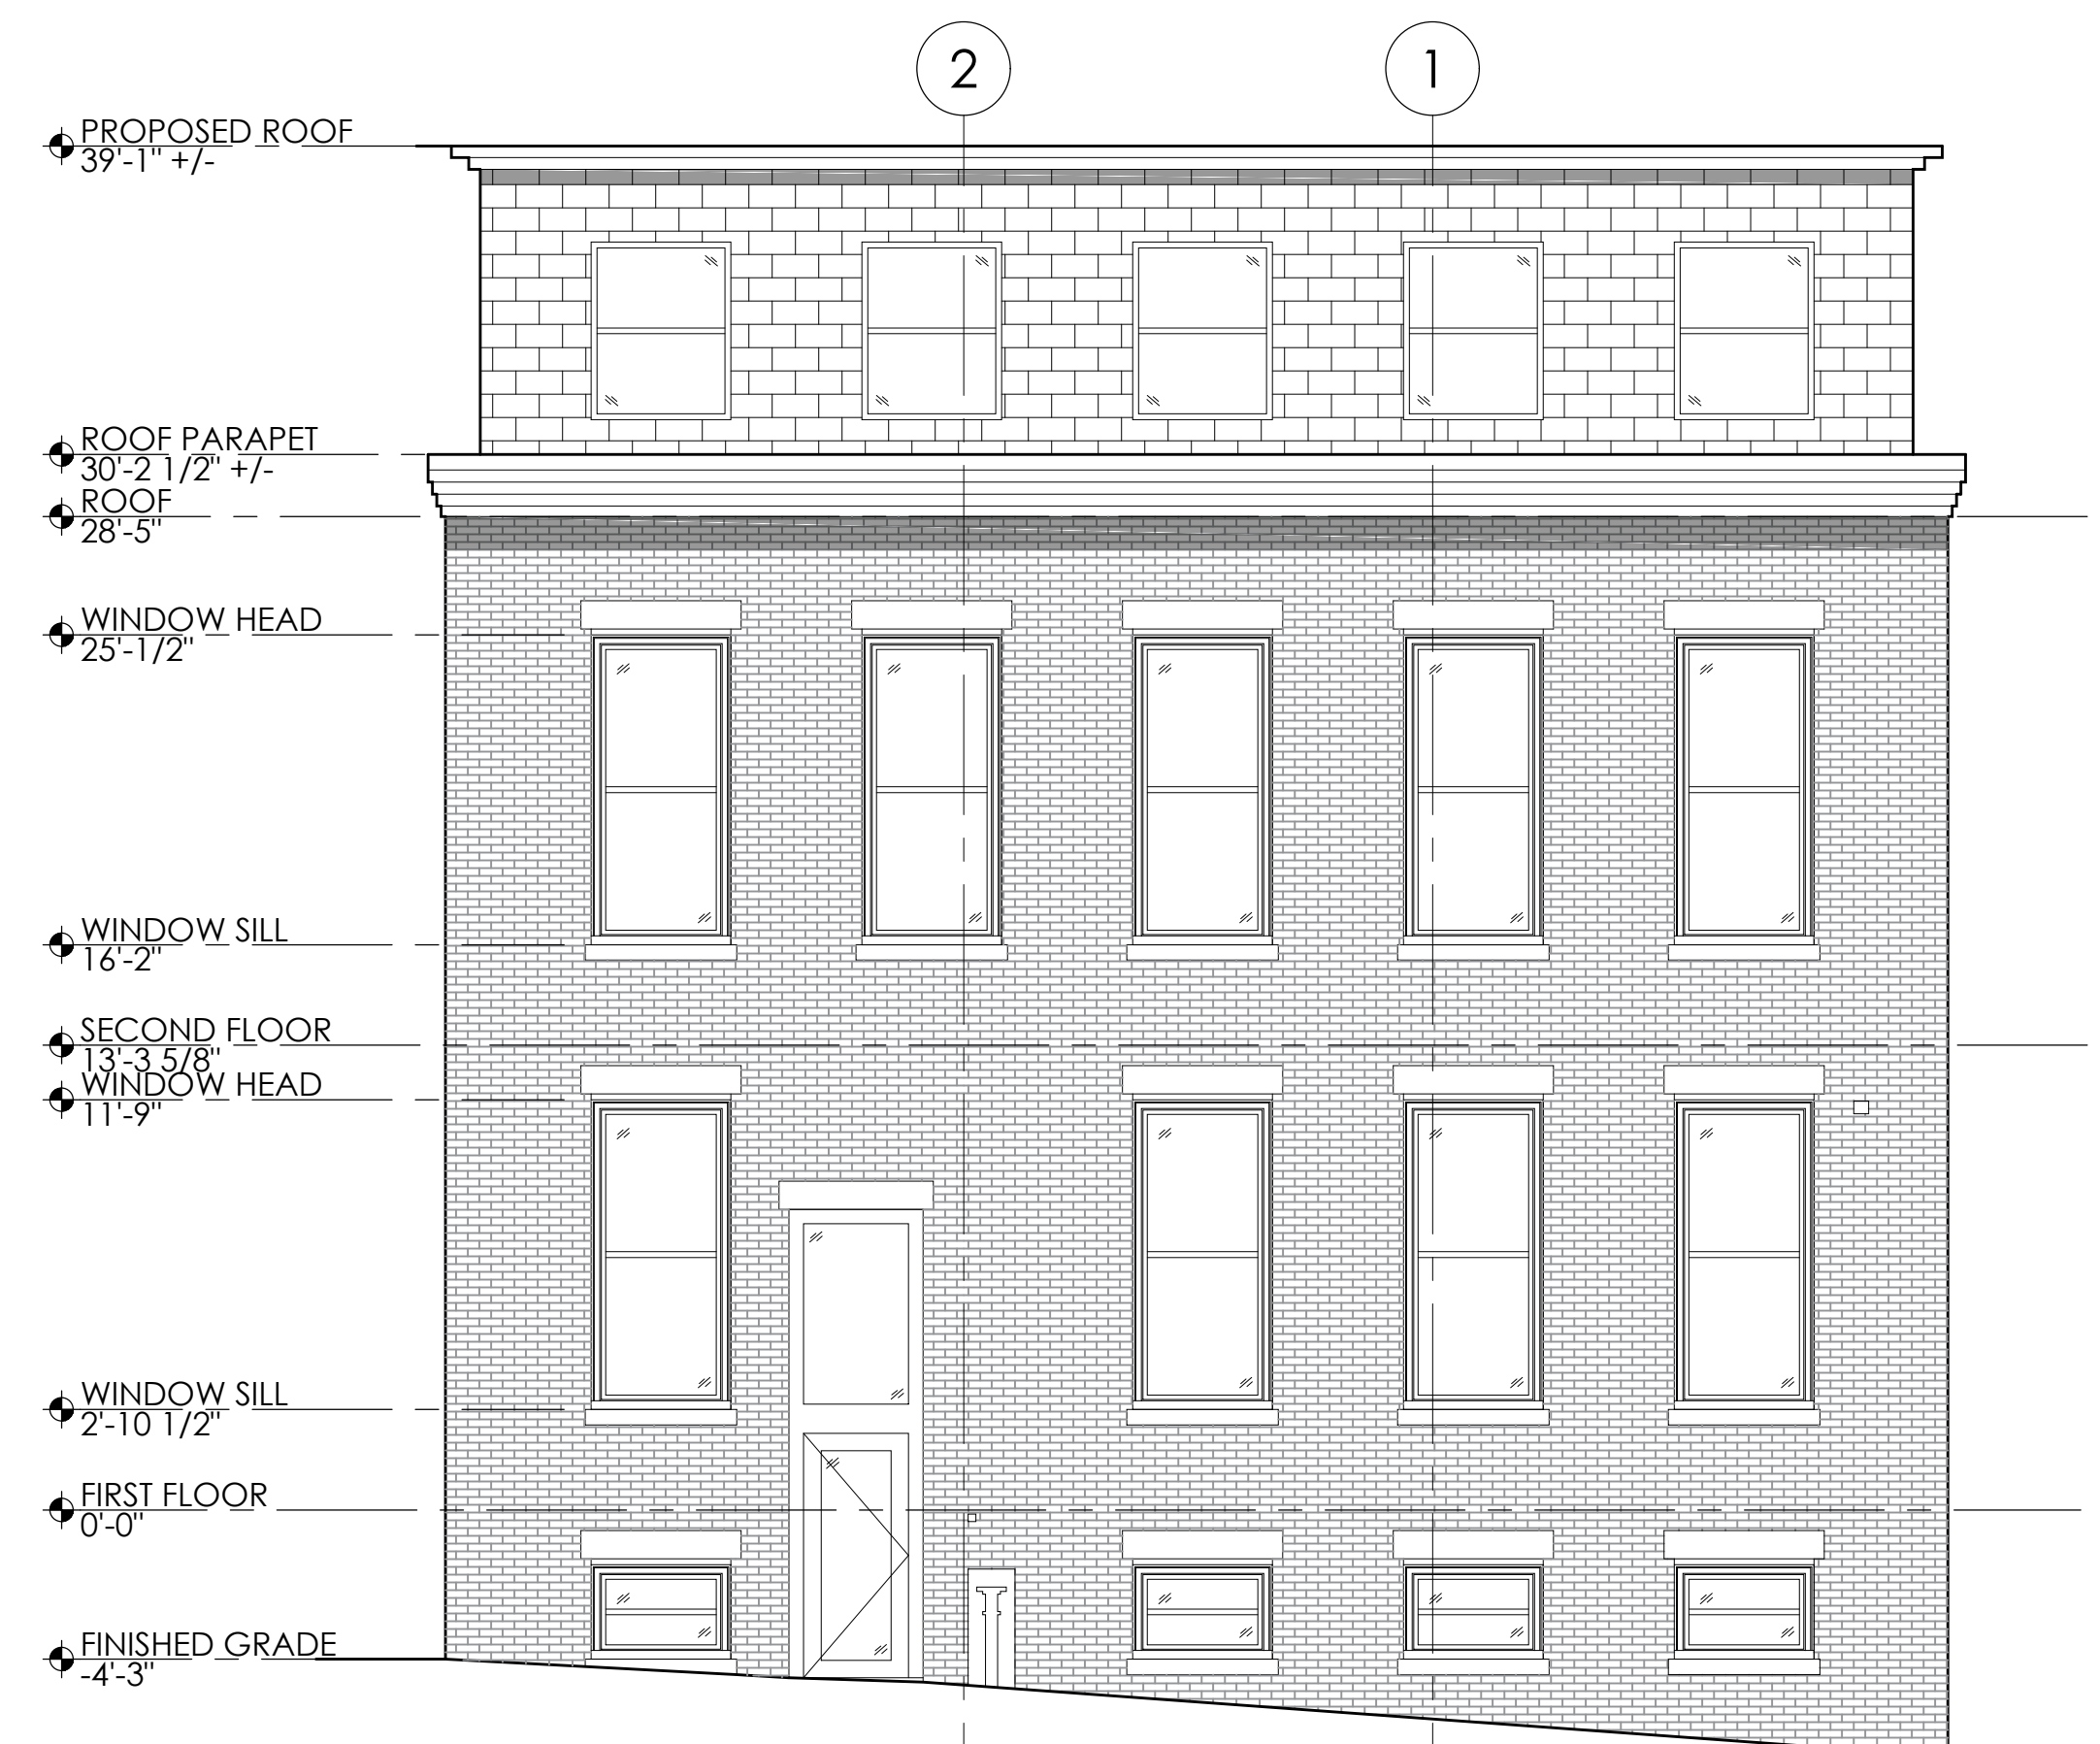 2
1
PROPOSED ROOF
39'-1" +/-
ROOF PARAPET
30'-2 1/2" +/-
ROOF
28'-5"
WINDOW HEAD
25'-1/2"
WINDOW SILL
16'-2"
SECOND FLOOR
13'-3 5/8"
WINDOW HEAD
11'-9"
WINDOW SILL
2'-10 1/2"
FIRST FLOOR
0'-0"
FINISHED GRADE
-4'-3"